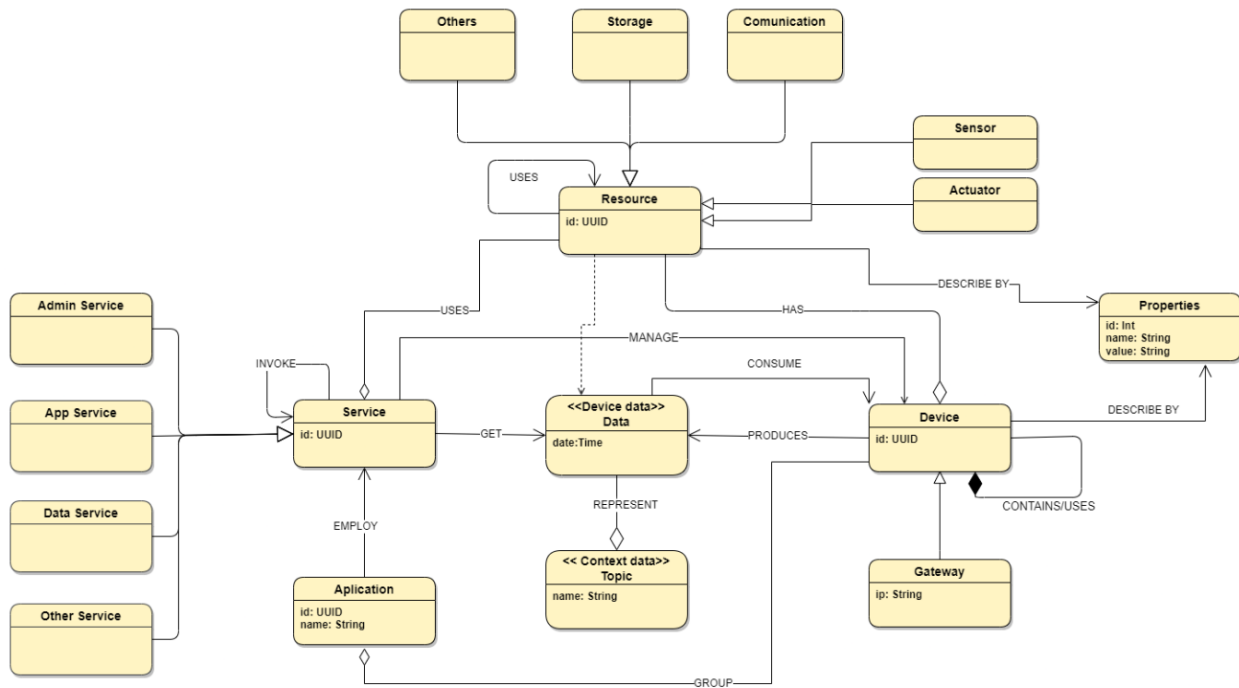 Others
Storage
Comunication
Sensor
Actuator
USES
Resource
id: UUID
DESCRIBE BY
Properties
id: Int
name: String
value: String
Admin Service
USES
HAS
MANAGE
INVOKE
CONSUME
App Service
Service
id: UUID
GET
<<Device data>>
Data
date:Time
PRODUCES
Device
id: UUID
DESCRIBE BY
CONTAINS/USES
Data Service
EMPLOY
REPRESENT
<< Context data>>
Topic
name: String
Gateway
ip: String
Other Service
Aplication
id: UUID
name: String
GROUP